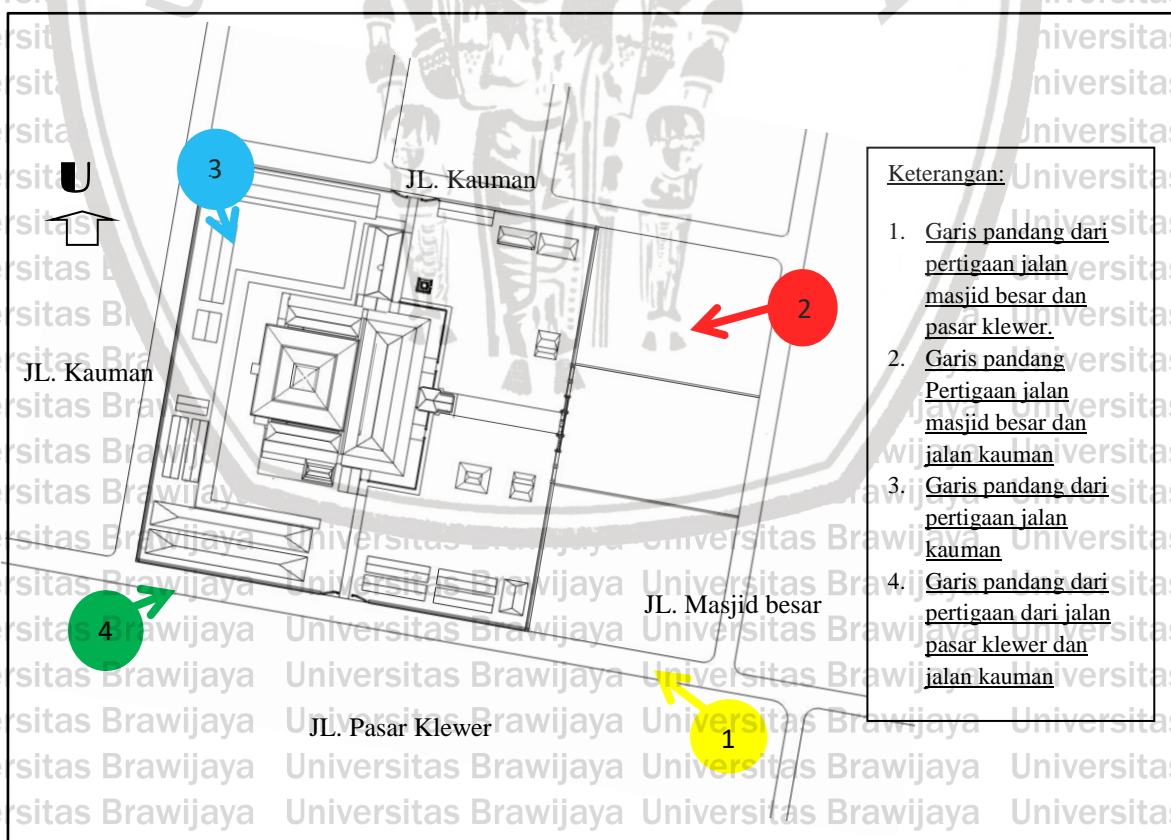 3
U
JL. Kauman
2
JL. Kauman
JL. Masjid besar
4
JL. Pasar Klewer
1
Keterangan:
1. Garis pandang dari
pertigaan jalan
masjid besar dan
pasar klewer.
2. Garis pandang
Pertigaan jalan
masjid besar dan
jalan kauman
3. Garis pandang dari
pertigaan jalan
kauman
4. Garis pandang dari
pertigaan dari jalan
pasar klewer dan
jalan kauman
Universitas Brawijaya